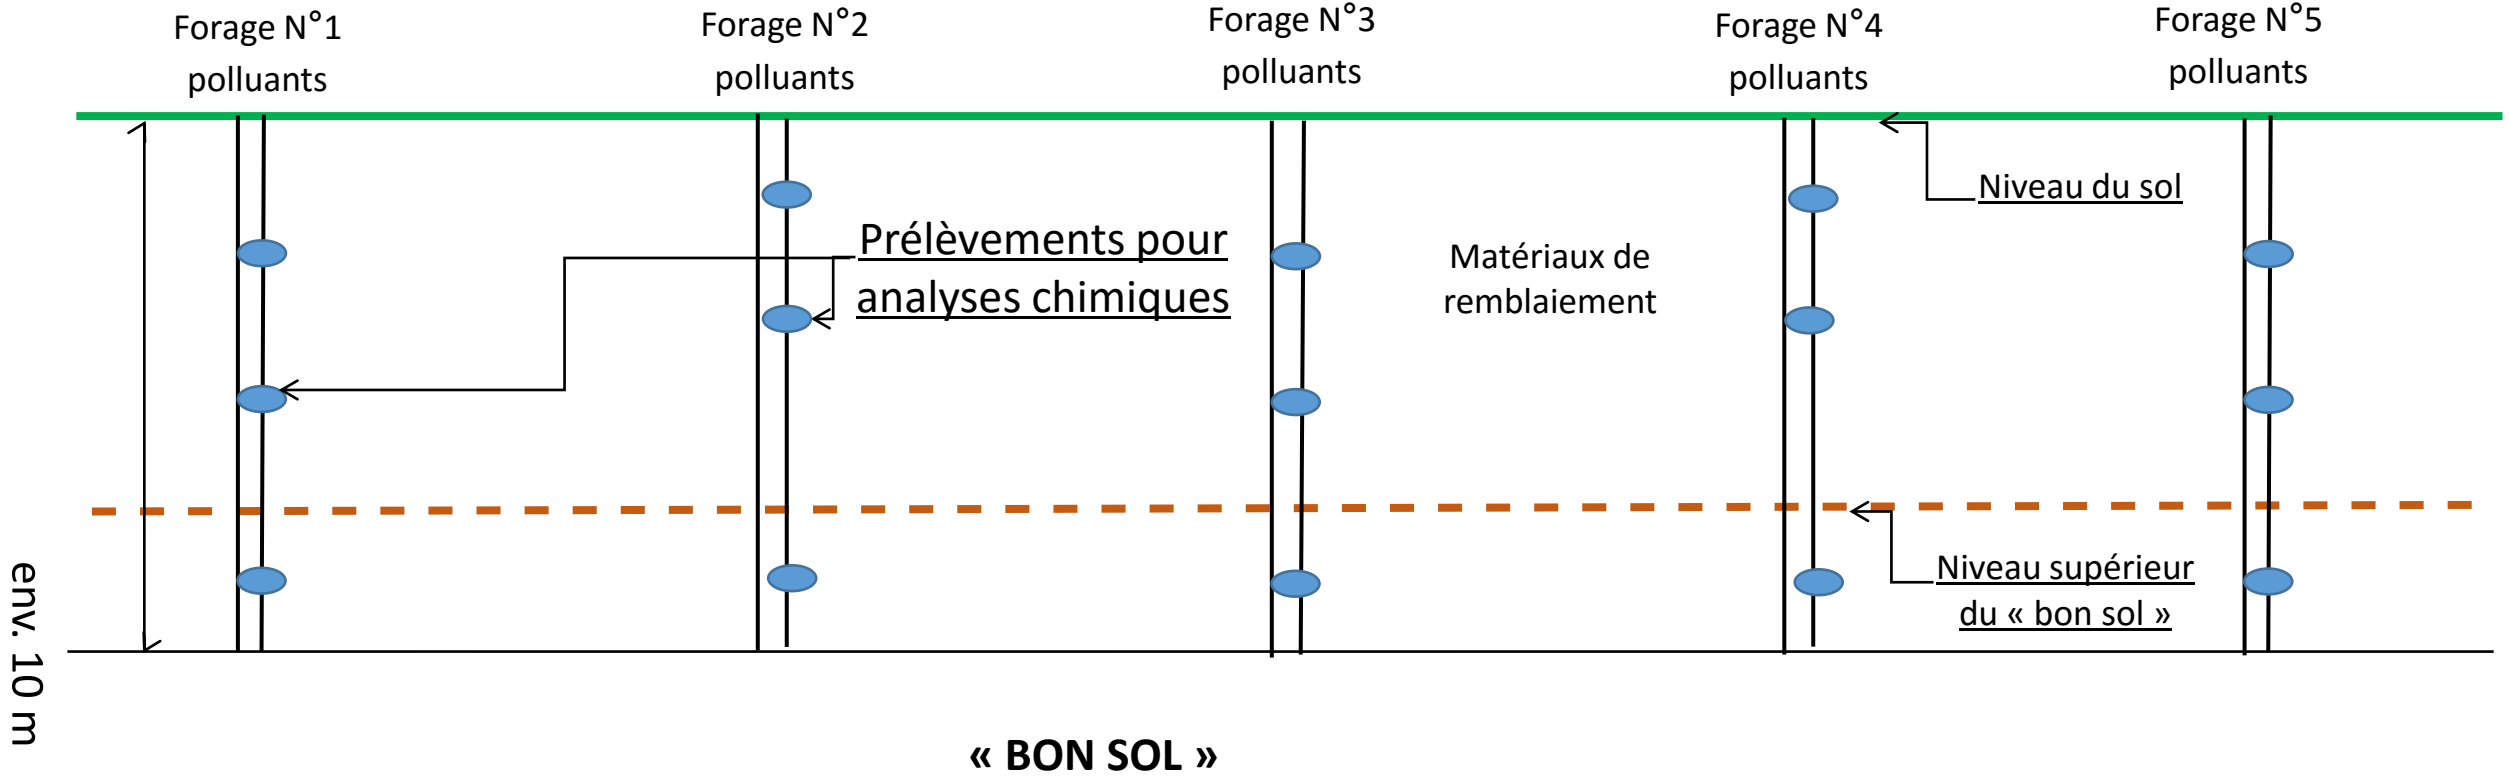 Forage N°1
polluants
Forage N°2
polluants
Forage N°3
polluants
Forage N°4
polluants
Forage N°5
polluants
Niveau du sol
Prélèvements pour
analyses chimiques
Matériaux de
remblaiement
Niveau supérieur
du « bon sol »
env. 10 m
« BON SOL »